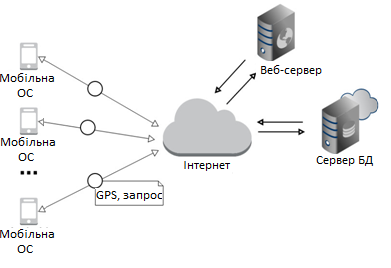 Веб-сервер
Мобільна
ОС
Мобільна
ОС
...
Інтернет
Сервер БД
GPS, запрос
Мобільна
ОС